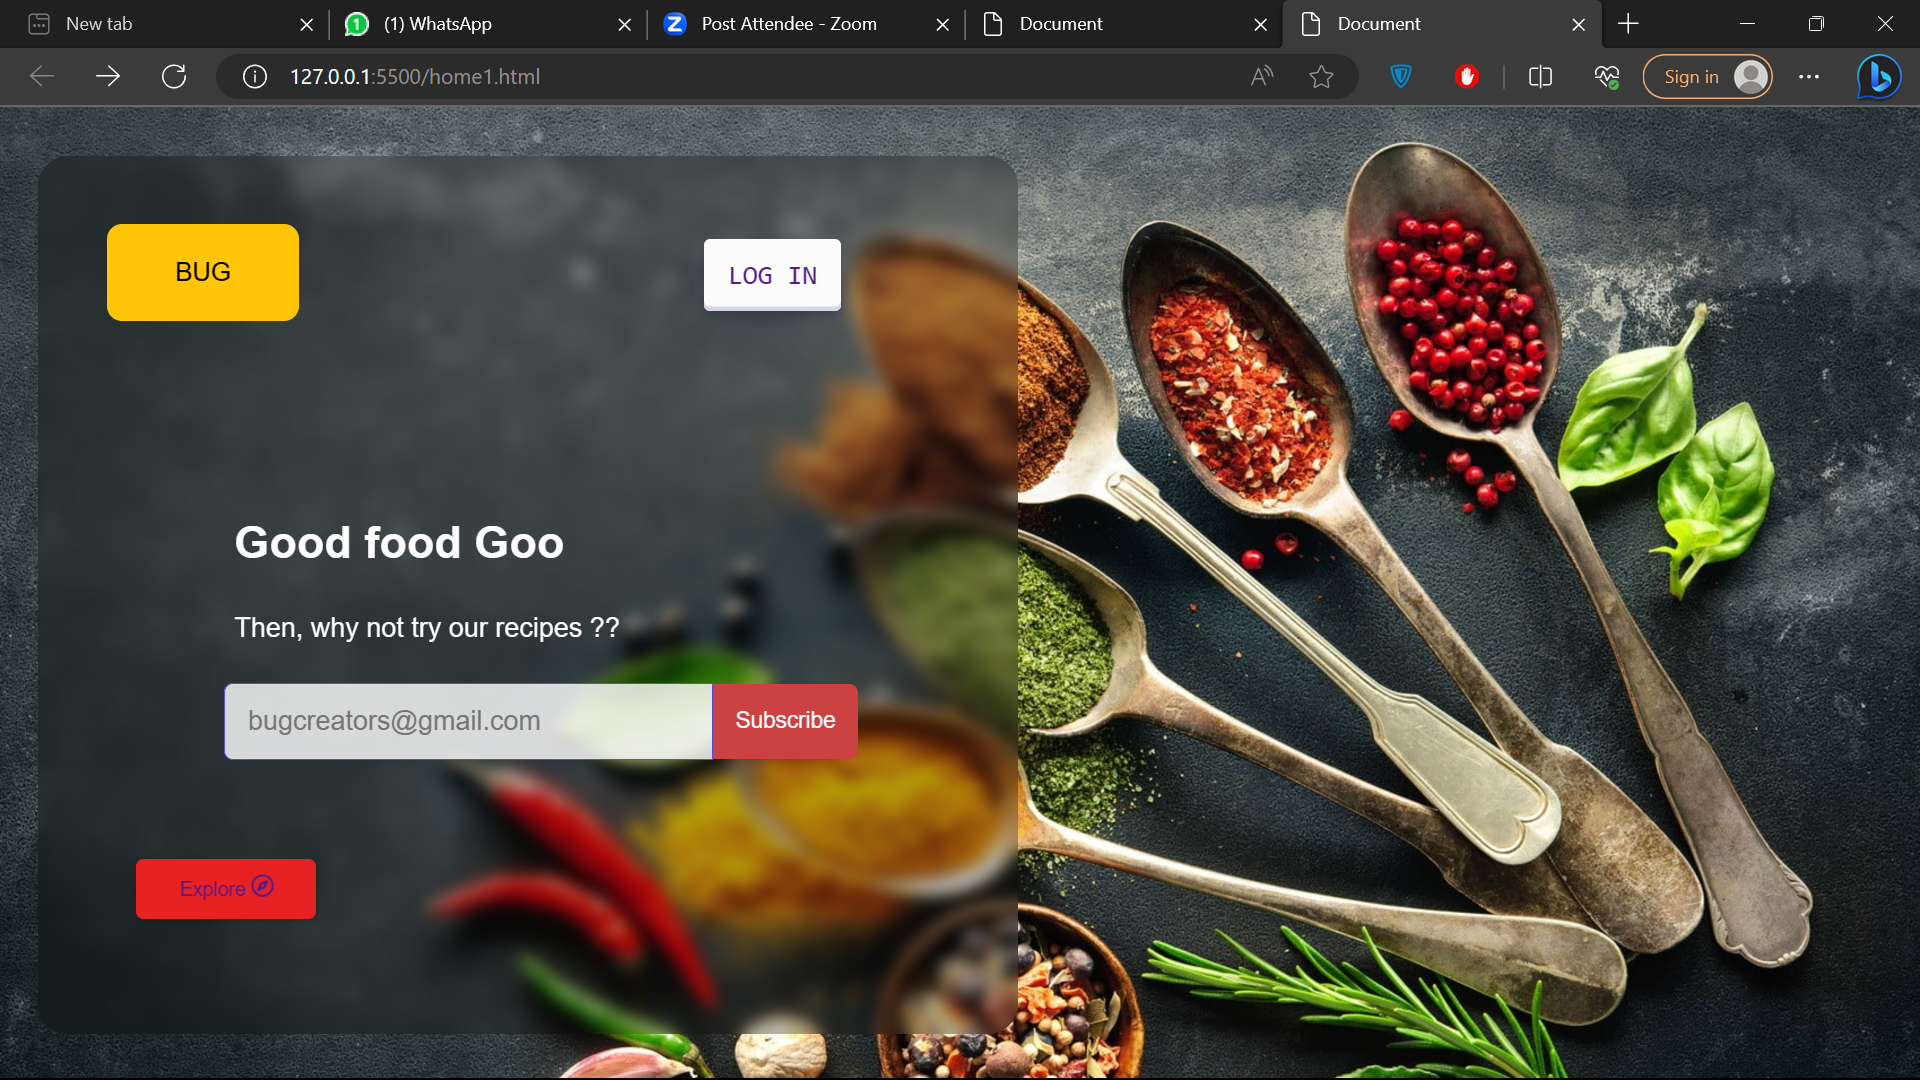 New tab
(1) WhatsApp
Post Attendee - Zoom
Document
Document
127.0.0.1:5500/home1.html
Sign in
BUG
LOG IN
Good food Goo
Then, why not try our recipes ??
bugcreators@gmail.com
Subscribe
Explore